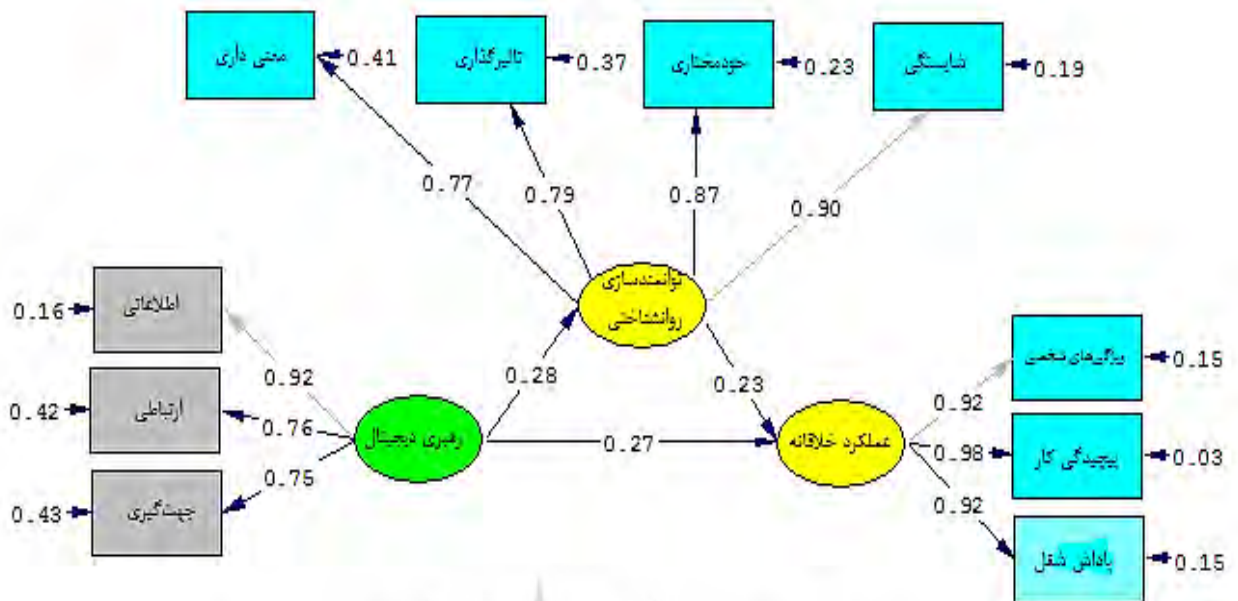 معنی داری
0.41
تاثیرگذاری
0.37
خودمختاری
0.23
شایستگی
0.19
0.77
0.79
0.87
0.90
توانمندسازی
روانشناختی
0.16
اطلاعاتی
0.92
0.42
ارتباطی
0.76
0.43
جهت‌گیری
0.75
رهبری دیجیتال
0.28
0.23
0.27
عملکرد خلاقانه
0.92
ویژگی‌های شخصی
0.15
0.98
پیچیدگی کار
0.03
0.92
پاداش شغل
0.15